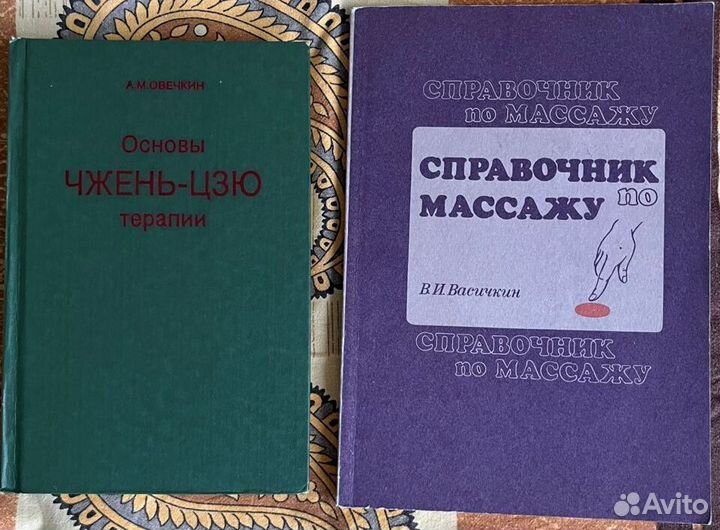 А.М.ОВЕЧКИН
Основы
ЧЖЕНЬ-ЦЗЮ
терапии
СПРАВОЧНИК
по МАССАЖУ
СПРАВОЧНИК
по
МАССАЖУ
В.И.Васичкин
СПРАВОЧНИК
по МАССАЖУ
Avito